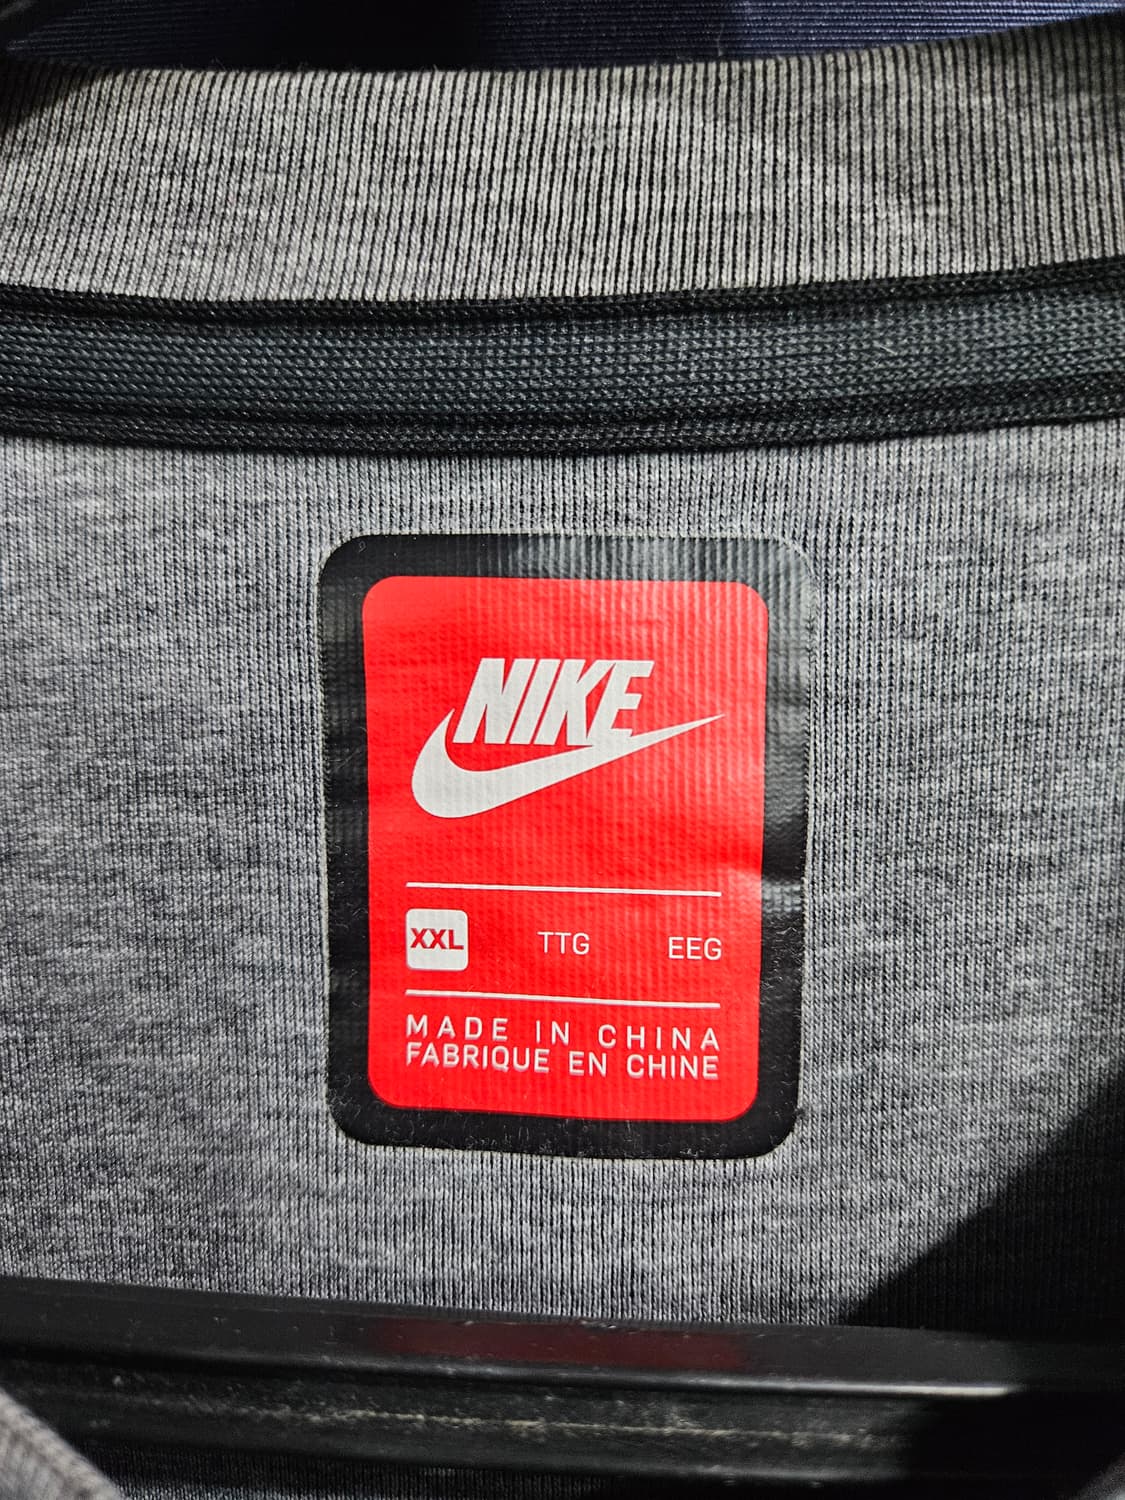 NIKE
XXL TTG EEG
MADE IN CHINA
FABRIQUE EN CHINE